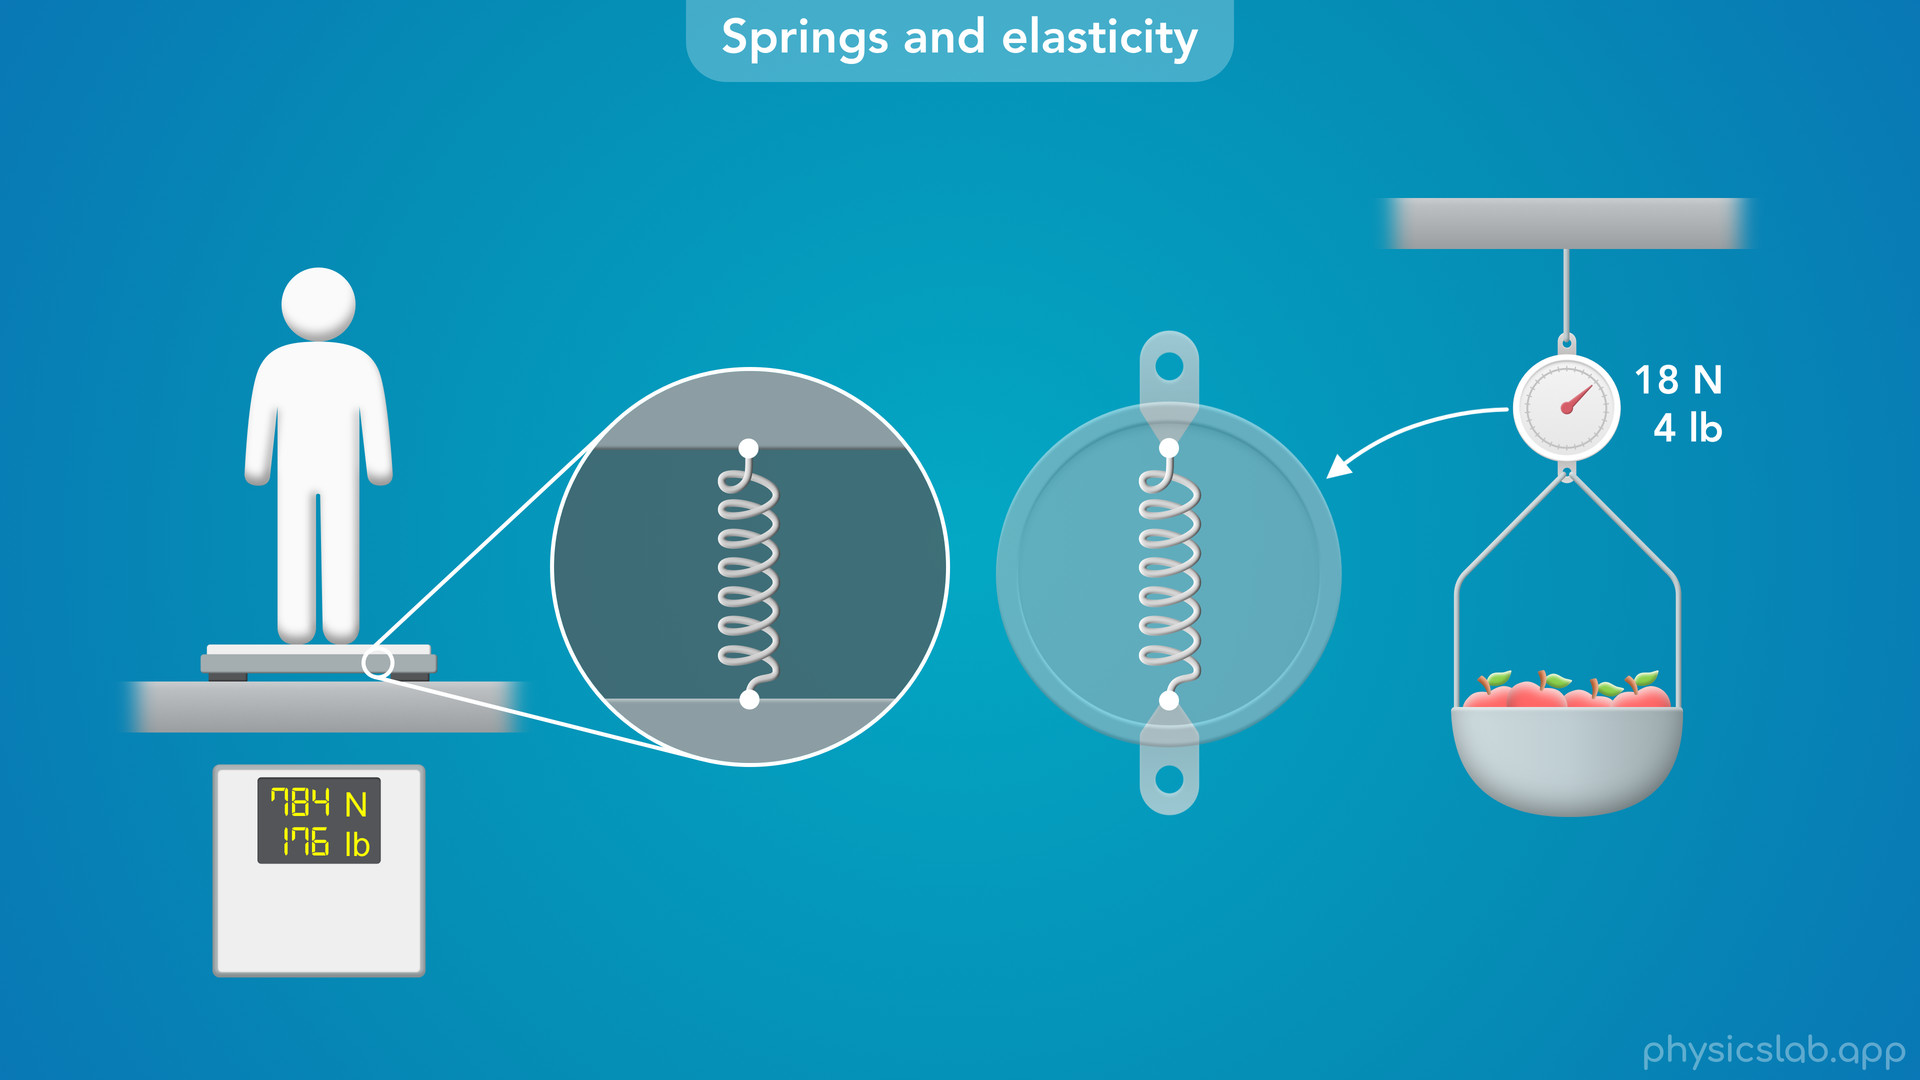 Springs and elasticity
18 N
4 lb
784 N
176 lb
physicslab.app